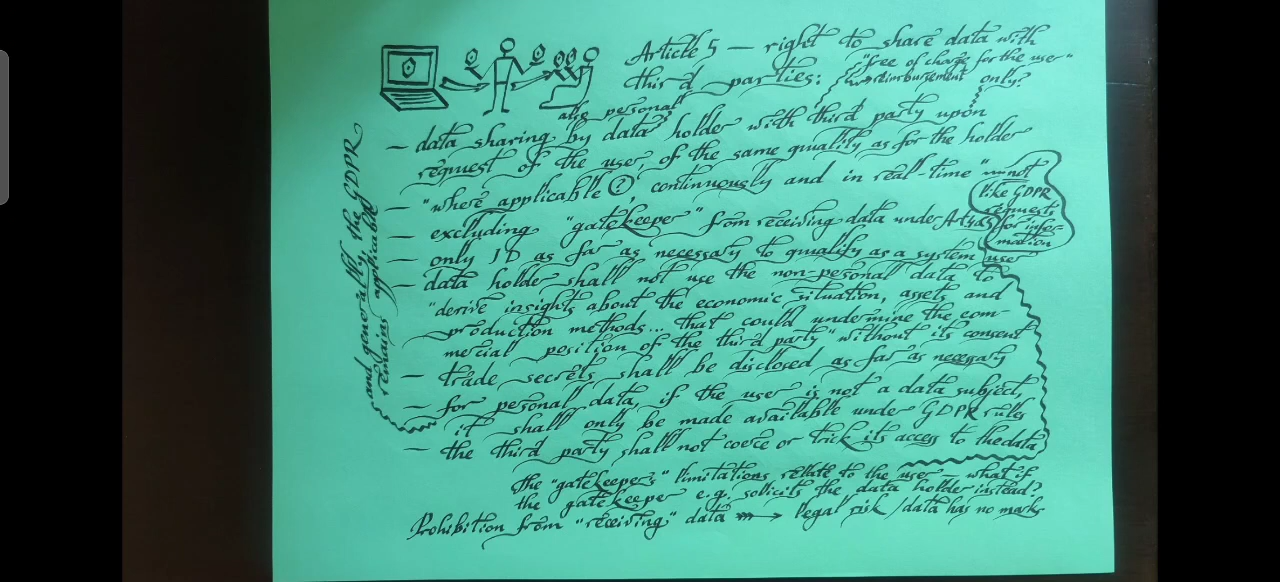 Article 5 — right to share data with
third parties:
"free of charge for the user"
reimbursement only?
also personal
— data sharing by data holder with third party upon
request of the user, of the same quality as for the holder
— "where applicable" (?) continuously and in real-time"
not
like GDPR
requests
for infor-
mation
— excluding "gatekeeper" from receiving data under Art 5
— only ID as far as necessary to quality as a system user
— data holder shall not use the non-pesonal data to
"derive insights about the economic situation, assets and
production methods... that could undermine the com-
mercial position of the third party" without its consent
— trade secrets shall be disclosed as far as necessary
— for pesonal data, if the user is not a data subject,
it shall only be made available under GDPR rules
— the third party shall not coerce or trick its access to the data
and generally the GDPR
remains applicable
the "gatekeeper" limitations relate to the user — what if
the gatekeeper e.g. sollicits the data holder instead?
Prohibition from "receiving" data → legal risk / data has no marks